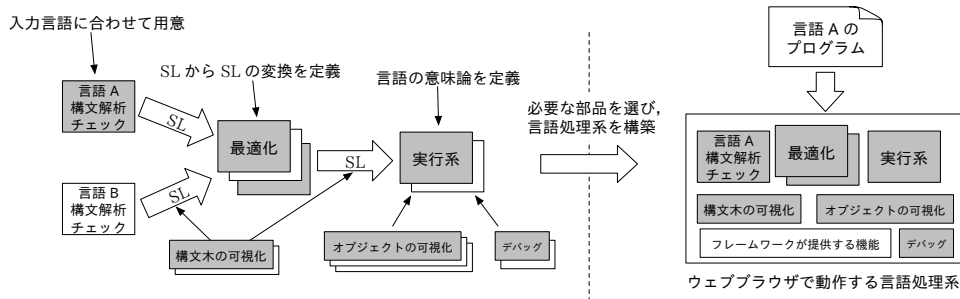 入力言語に合わせて用意
SL から SL の変換を定義
言語の意味論を定義
言語 A
構文解析
チェック
SL
最適化
SL
実行系
言語 B
構文解析
チェック
SL
構文木の可視化
オブジェクトの可視化
デバッグ
必要な部品を選び，
言語処理系を構築
言語 A の
プログラム
言語 A
構文解析
チェック
最適化
実行系
構文木の可視化
オブジェクトの可視化
フレームワークが提供する機能
デバッグ
ウェブブラウザで動作する言語処理系